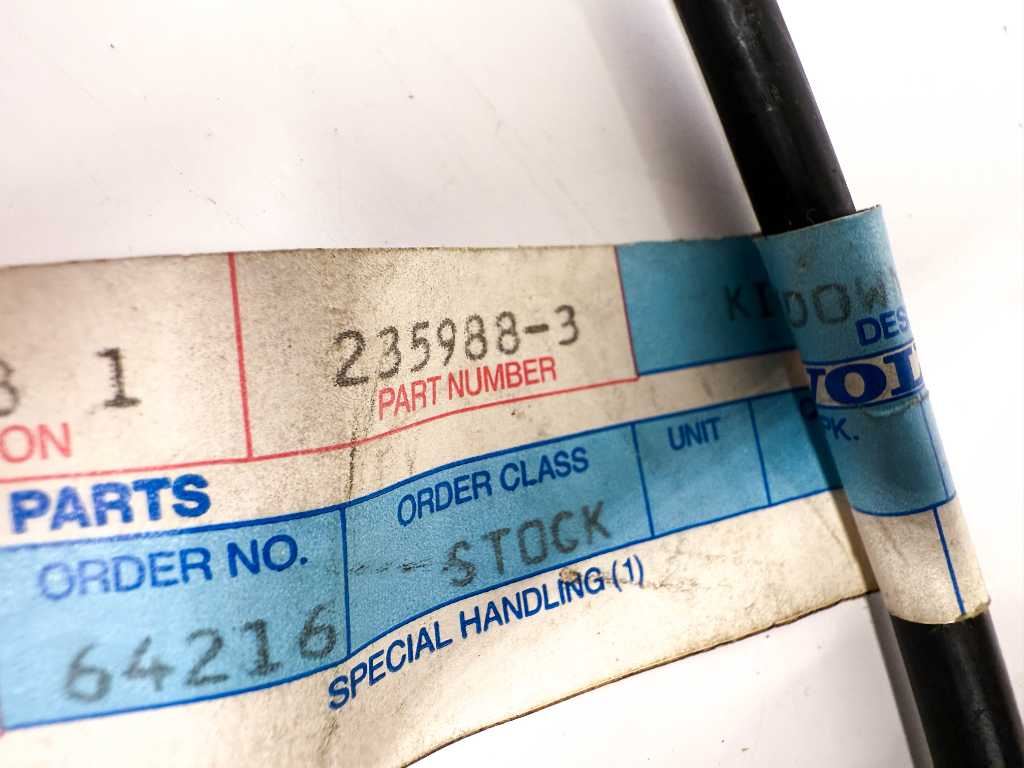 3 1
235988-3
PART NUMBER
DES
PARTS
VOL
ORDER NO.
ORDER CLASS
UNIT
PK.
64216
STOCK
SPECIAL HANDLING (1)